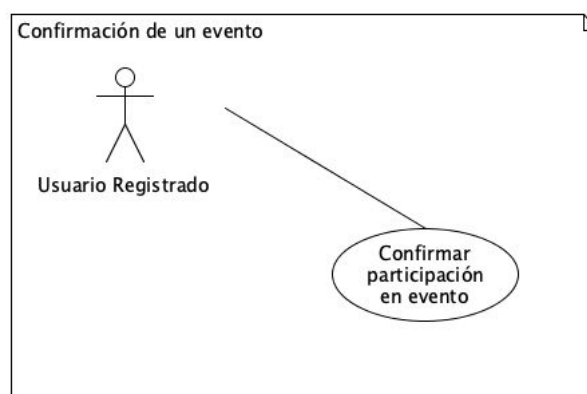 Confirmación de un evento
Usuario Registrado
Confirmar
participación
en evento